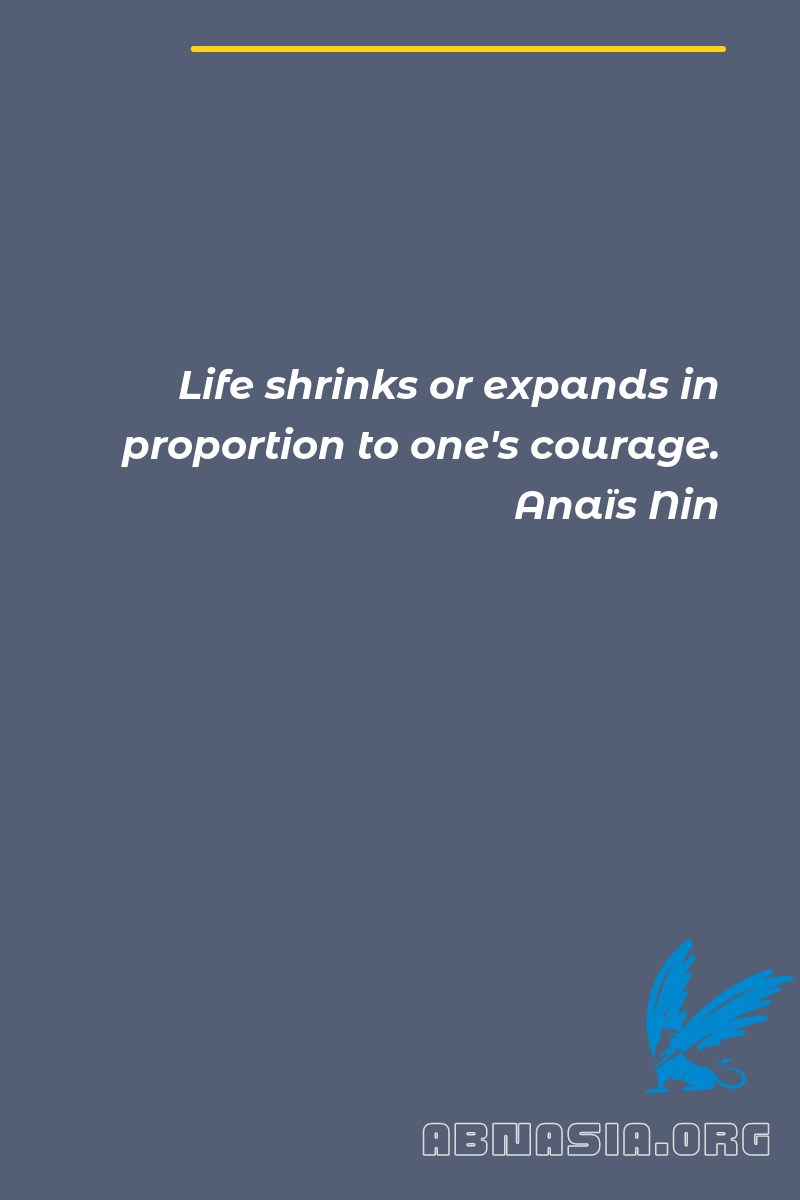 Life shrinks or expands in
proportion to one's courage.
Anaïs Nin
ABNASIA.ORG